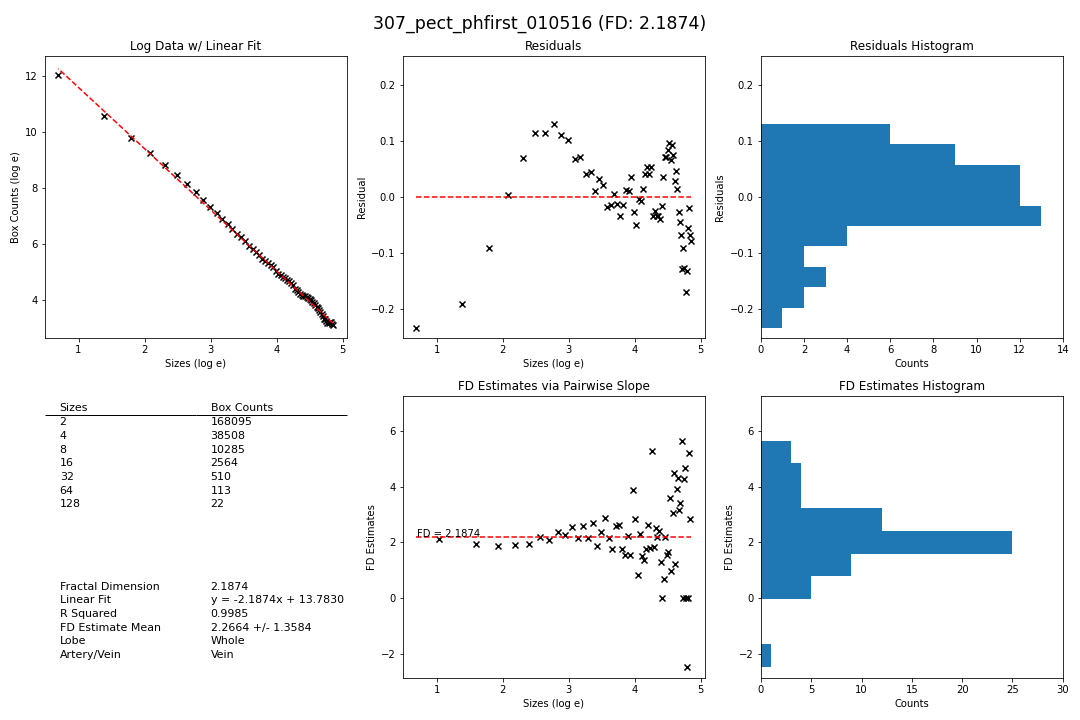 307_pect_phfirst_010516 (FD: 2.1874)
Log Data w/ Linear Fit
Box Counts (log e)
12
10
8
6
4
1 2 3 4 5
Sizes (log e)
Residuals
Residual
0.2
0.1
0.0
−0.1
−0.2
1 2 3 4 5
Sizes (log e)
Residuals Histogram
Residuals
0.2
0.1
0.0
−0.1
−0.2
0 2 4 6 8 10 12 14
Counts
Sizes Box Counts
2 168095
4 38508
8 10285
16 2564
32 510
64 113
128 22
Fractal Dimension 2.1874
Linear Fit y = -2.1874x + 13.7830
R Squared 0.9985
FD Estimate Mean 2.2664 +/- 1.3584
Lobe Whole
Artery/Vein Vein
FD Estimates via Pairwise Slope
FD Estimates
6
4
2
0
−2
FD = 2.1874
1 2 3 4 5
Sizes (log e)
FD Estimates Histogram
FD Estimates
6
4
2
0
−2
0 5 10 15 20 25 30
Counts